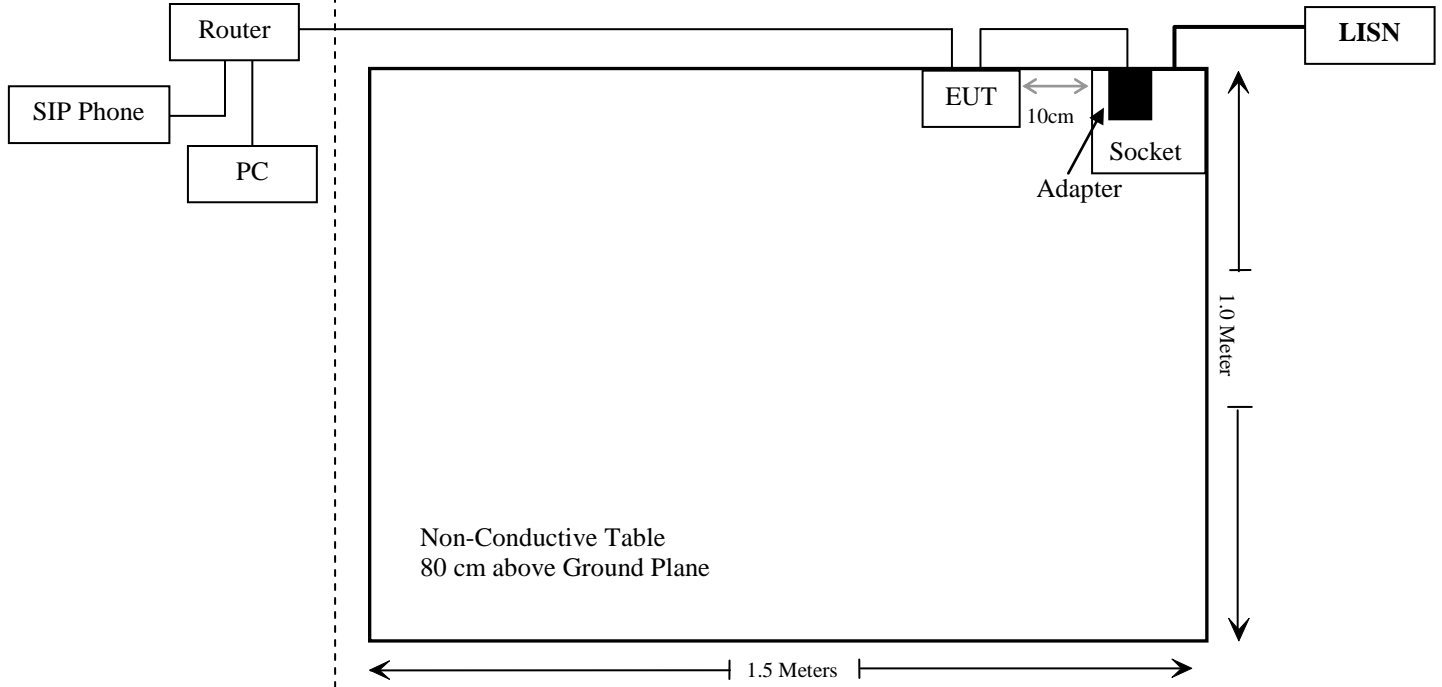 Router
LISN
SIP Phone
PC
EUT
10cm
Socket
Adapter
1.0 Meter
Non-Conductive Table
80 cm above Ground Plane
1.5 Meters